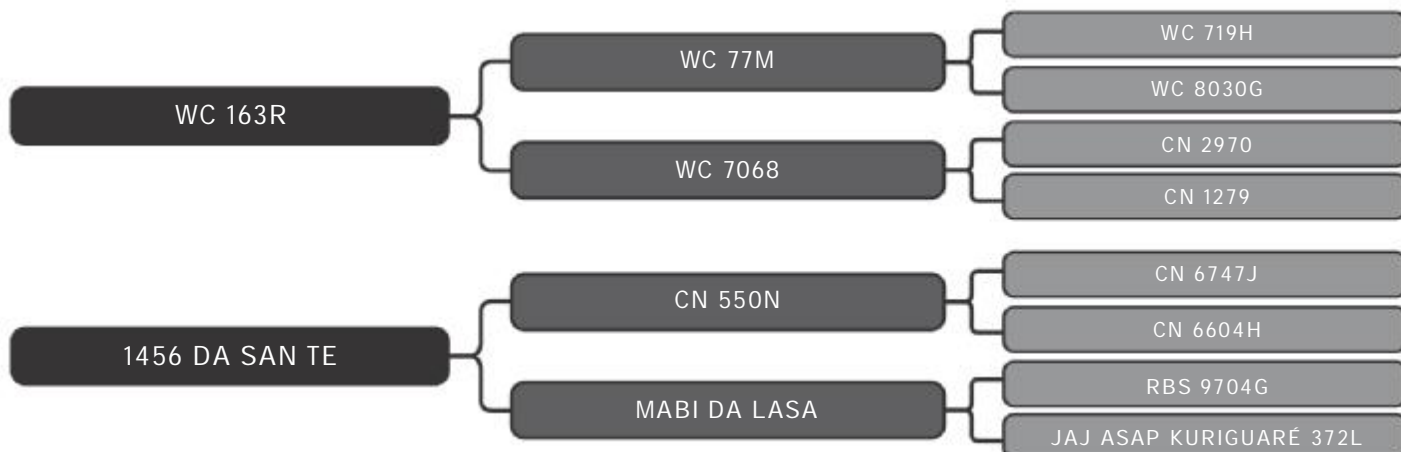 WC 163R
WC 77M
WC 719H
WC 8030G
WC 7068
CN 2970
CN 1279
1456 DA SAN TE
CN 550N
CN 6747J
CN 6604H
MABI DA LASA
RBS 9704G
JAJ ASAP KURIGUARÉ 372L